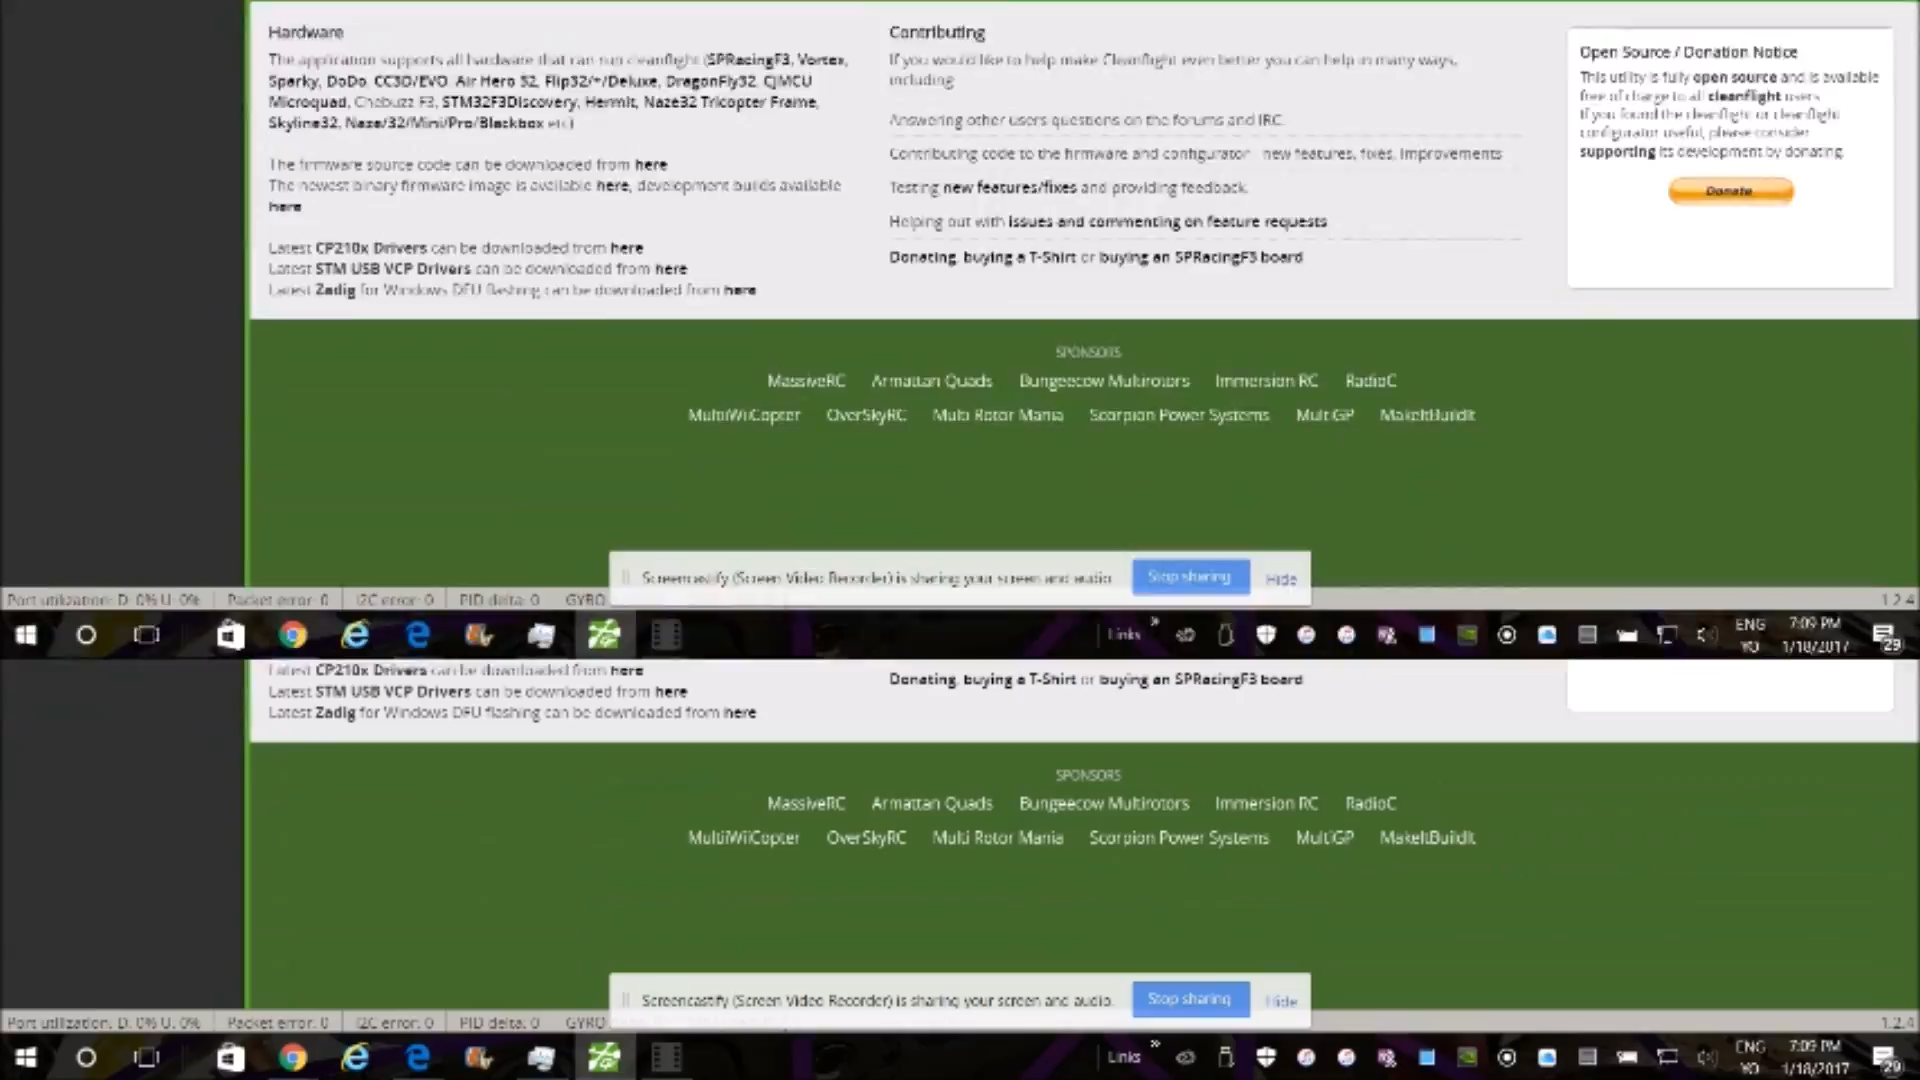 Hardware
The application supports all hardware that can run cleanflight (SPRacingF3, Vortex,
Sparky, DoDo, CC3D/EVO, Air Hero 32, Flip32/+/Deluxe, DragonFly32, CJMCU
Microquad, Chebuzz F3, STM32F3Discovery, Hermit, Naze32 Tricopter Frame,
Skyline32, Naze/32/Mini/Pro/Blackbox etc)
The firmware source code can be downloaded from here
The newest binary firmware image is available here, development builds available
here
Latest CP210x Drivers can be downloaded from here
Latest STM USB VCP Drivers can be downloaded from here
Latest Zadig for Windows DFU flashing can be downloaded from here
Contributing
If you would like to help make Cleanflight even better you can help in many ways,
including:
Answering other users questions on the forums and IRC.
Contributing code to the firmware and configurator - new features, fixes, improvements
Testing new features/fixes and providing feedback.
Helping out with issues and commenting on feature requests
Donating, buying a T-Shirt or buying an SPRacingF3 board
Open Source / Donation Notice
This utility is fully open source and is available
free of charge to all cleanflight users.
If you found the cleanflight or cleanflight
configurator useful, please consider
supporting its development by donating.
Donate
SPONSORS
MassiveRC Armattan Quads Bungeecow Multirotors Immersion RC RadioC
MultiWiiCopter OverSkyRC Multi Rotor Mania Scorpion Power Systems MultiGP MakeItBuildIt
Screencastify (Screen Video Recorder) is sharing your screen and audio. Stop sharing Hide
Port utilization: D: 0% U: 0% Packet error: 0 I2C error: 0 PID delta: 0 GYRO 1.2.4
Links » ENG 7:09 PM
YO 1/18/2017 29
Latest CP210x Drivers can be downloaded from here
Latest STM USB VCP Drivers can be downloaded from here
Latest Zadig for Windows DFU flashing can be downloaded from here
Donating, buying a T-Shirt or buying an SPRacingF3 board
SPONSORS
MassiveRC Armattan Quads Bungeecow Multirotors Immersion RC RadioC
MultiWiiCopter OverSkyRC Multi Rotor Mania Scorpion Power Systems MultiGP MakeItBuildIt
Screencastify (Screen Video Recorder) is sharing your screen and audio. Stop sharing Hide
Port utilization: D: 0% U: 0% Packet error: 0 I2C error: 0 PID delta: 0 GYRO 1.2.4
Links » ENG 7:09 PM
YO 1/18/2017 29